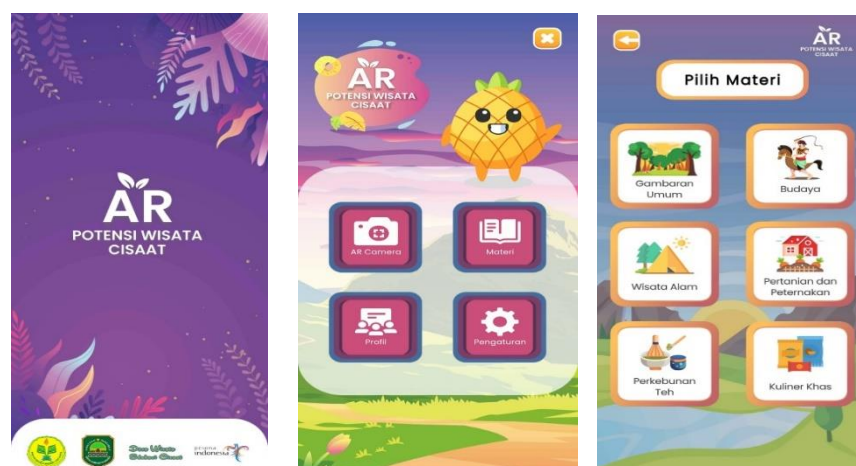 AR
POTENSI WISATA
CISAAT
Desa Wisata
indonesia
AR
POTENSI WISATA
CISAAT
AR Camera
Materi
Profil
Pengaturan
AR
POTENSI WISATA
CISAAT
Pilih Materi
Gambaran
Umum
Budaya
Wisata Alam
Pertanian dan
Peternakan
Perkebunan
Teh
Kuliner Khas